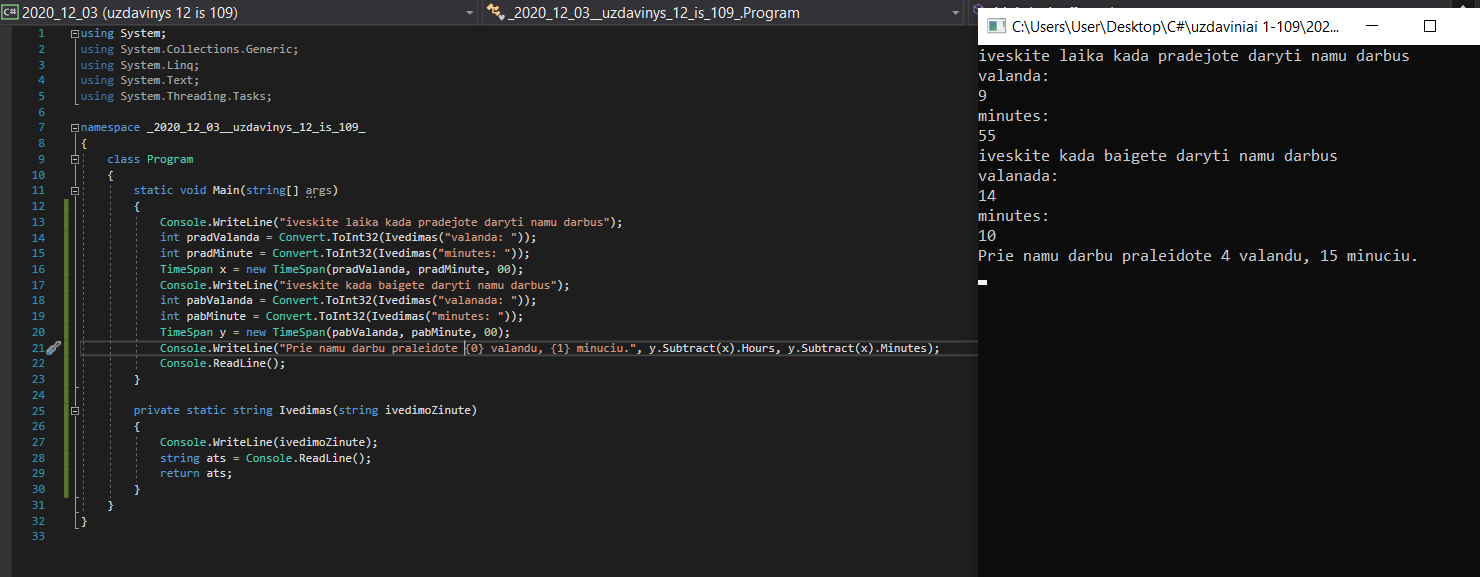 C# 2020_12_03 (uzdavinys 12 is 109)
_2020_12_03__uzdavinys_12_is_109_.Program
1 using System;
2 using System.Collections.Generic;
3 using System.Linq;
4 using System.Text;
5 using System.Threading.Tasks;
6
7 namespace _2020_12_03__uzdavinys_12_is_109_
8 {
9 class Program
10 {
11 static void Main(string[] args)
12 {
13 Console.WriteLine("iveskite laika kada pradejote daryti namu darbus");
14 int pradValanda = Convert.ToInt32(Ivedimas("valanda: "));
15 int pradMinute = Convert.ToInt32(Ivedimas("minutes: "));
16 TimeSpan x = new TimeSpan(pradValanda, pradMinute, 00);
17 Console.WriteLine("iveskite kada baigete daryti namu darbus");
18 int pabValanda = Convert.ToInt32(Ivedimas("valanada: "));
19 int pabMinute = Convert.ToInt32(Ivedimas("minutes: "));
20 TimeSpan y = new TimeSpan(pabValanda, pabMinute, 00);
21 Console.WriteLine("Prie namu darbu praleidote {0} valandu, {1} minuciu.", y.Subtract(x).Hours, y.Subtract(x).Minutes);
22 Console.ReadLine();
23 }
24
25 private static string Ivedimas(string ivedimoZinute)
26 {
27 Console.WriteLine(ivedimoZinute);
28 string ats = Console.ReadLine();
29 return ats;
30 }
31 }
32 }
33
C:\Users\User\Desktop\C#\uzdaviniai 1-109\202...
iveskite laika kada pradejote daryti namu darbus
valanda:
9
minutes:
55
iveskite kada baigete daryti namu darbus
valanada:
14
minutes:
10
Prie namu darbu praleidote 4 valandu, 15 minuciu.